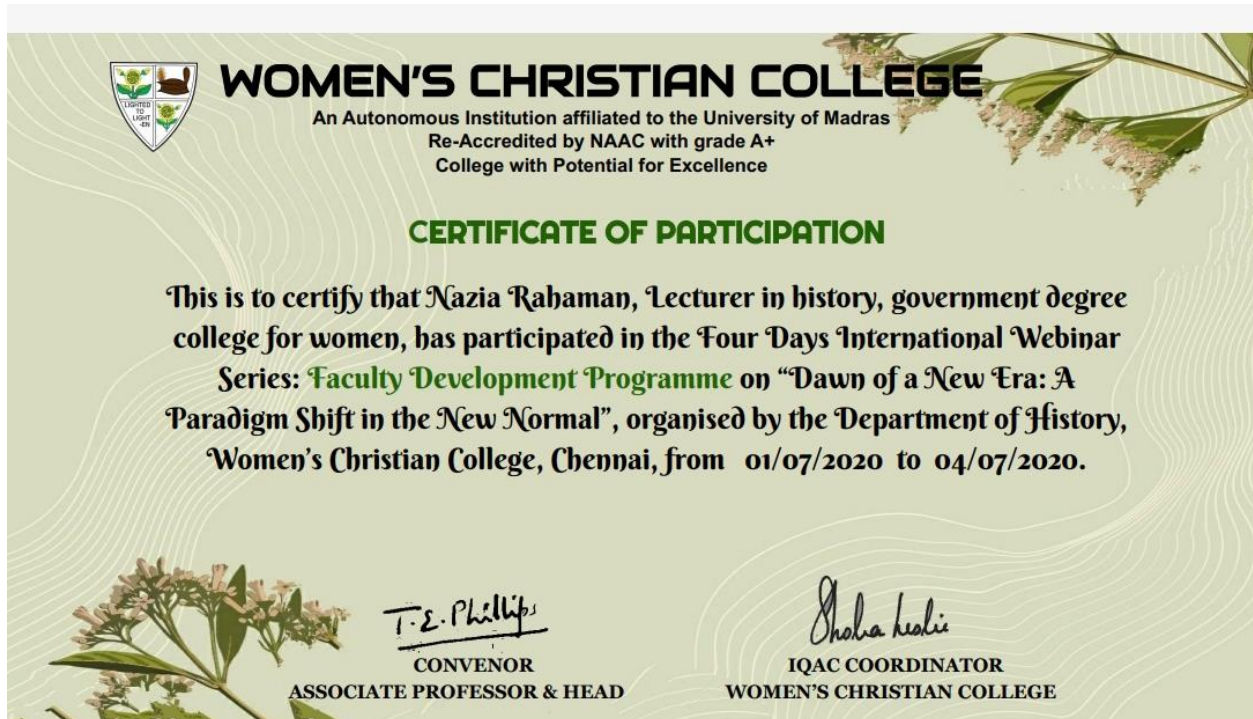 LIGHTED
TO
LIGHT
-EN
WOMEN'S CHRISTIAN COLLEGE
An Autonomous Institution affiliated to the University of Madras
Re-Accredited by NAAC with grade A+
College with Potential for Excellence
CERTIFICATE OF PARTICIPATION
This is to certify that Nazia Rahaman, Lecturer in history, government degree
college for women, has participated in the Four Days International Webinar
Series: Faculty Development Programme on “Dawn of a New Era: A
Paradigm Shift in the New Normal”, organised by the Department of History,
Women's Christian College, Chennai, from 01/07/2020 to 04/07/2020.
T.E. Phillips
Shoba Leslie
CONVENOR
IQAC COORDINATOR
ASSOCIATE PROFESSOR & HEAD
WOMEN'S CHRISTIAN COLLEGE